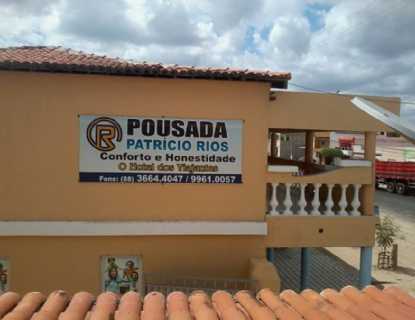 R
POUSADA
PATRÍCIO RIOS
Conforto e Honestidade
O Hotel dos Viajantes
Fone: (88) 3664.4047 / 9961.0057